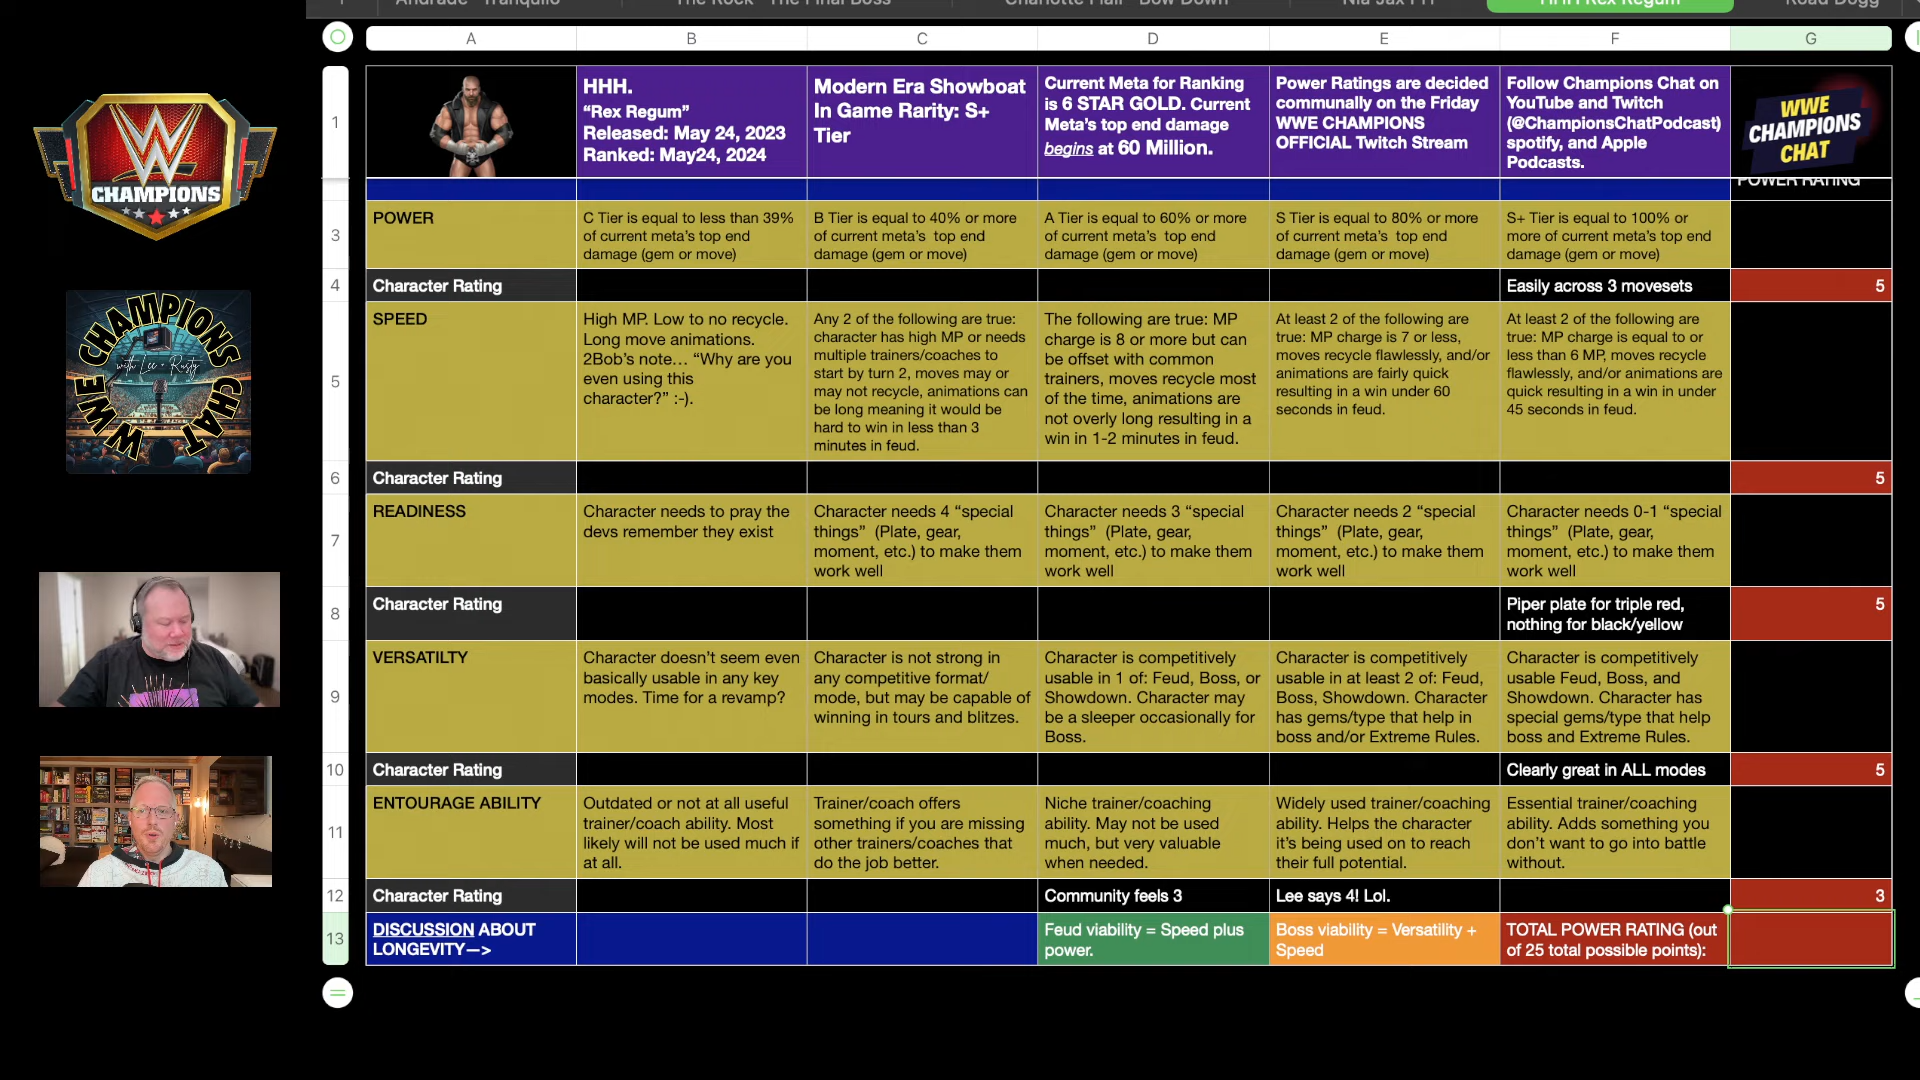 Andrade "Tranquilo"
The Rock "The Final Boss"
Charlotte Flair "Bow Down"
Nia Jax PH
HHH Rex Regum
Road Dogg
A B C D E F G
1
HHH.
“Rex Regum”
Released: May 24, 2023
Ranked: May24, 2024
Modern Era Showboat
In Game Rarity: S+
Tier
Current Meta for Ranking
is 6 STAR GOLD. Current
Meta’s top end damage
begins at 60 Million.
Power Ratings are decided
communally on the Friday
WWE CHAMPIONS
OFFICIAL Twitch Stream
Follow Champions Chat on
YouTube and Twitch
(@ChampionsChatPodcast)
spotify, and Apple
Podcasts.
WWE
CHAMPIONS
CHAT
POWER RATING
3
POWER
C Tier is equal to less than 39%
of current meta’s top end
damage (gem or move)
B Tier is equal to 40% or more
of current meta’s  top end
damage (gem or move)
A Tier is equal to 60% or more
of current meta’s  top end
damage (gem or move)
S Tier is equal to 80% or more
of current meta’s  top end
damage (gem or move)
S+ Tier is equal to 100% or
more of current meta’s top end
damage (gem or move)
4
Character Rating
Easily across 3 movesets
5
5
SPEED
High MP. Low to no recycle.
Long move animations.
2Bob’s note… “Why are you
even using this
character?” :-).
Any 2 of the following are true:
character has high MP or needs
multiple trainers/coaches to
start by turn 2, moves may or
may not recycle, animations can
be long meaning it would be
hard to win in less than 3
minutes in feud.
The following are true: MP
charge is 8 or more but can
be offset with common
trainers, moves recycle most
of the time, animations are
not overly long resulting in a
win in 1-2 minutes in feud.
At least 2 of the following are
true: MP charge is 7 or less,
moves recycle flawlessly, and/or
animations are fairly quick
resulting in a win under 60
seconds in feud.
At least 2 of the following are
true: MP charge is equal to or
less than 6 MP, moves recycle
flawlessly, and/or animations are
quick resulting in a win in under
45 seconds in feud.
6
Character Rating
5
7
READINESS
Character needs to pray the
devs remember they exist
Character needs 4 “special
things”  (Plate, gear,
moment, etc.) to make them
work well
Character needs 3 “special
things”  (Plate, gear,
moment, etc.) to make them
work well
Character needs 2 “special
things”  (Plate, gear,
moment, etc.) to make them
work well
Character needs 0-1 “special
things”  (Plate, gear,
moment, etc.) to make them
work well
8
Character Rating
Piper plate for triple red,
nothing for black/yellow
5
9
VERSATILTY
Character doesn’t seem even
basically usable in any key
modes. Time for a revamp?
Character is not strong in
any competitive format/
mode, but may be capable of
winning in tours and blitzes.
Character is competitively
usable in 1 of: Feud, Boss, or
Showdown. Character may
be a sleeper occasionally for
Boss.
Character is competitively
usable in at least 2 of: Feud,
Boss, Showdown. Character
has gems/type that help in
boss and/or Extreme Rules.
Character is competitively
usable Feud, Boss, and
Showdown. Character has
special gems/type that help
boss and Extreme Rules.
10
Character Rating
Clearly great in ALL modes
5
11
ENTOURAGE ABILITY
Outdated or not at all useful
trainer/coach ability. Most
likely will not be used much if
at all.
Trainer/coach offers
something if you are missing
other trainers/coaches that
do the job better.
Niche trainer/coaching
ability. May not be used
much, but very valuable
when needed.
Widely used trainer/coaching
ability. Helps the character
it’s being used on to reach
their full potential.
Essential trainer/coaching
ability. Adds something you
don’t want to go into battle
without.
12
Character Rating
Community feels 3
Lee says 4! Lol.
3
13
DISCUSSION ABOUT
LONGEVITY—>
Feud viability = Speed plus
power.
Boss viability = Versatility +
Speed
TOTAL POWER RATING (out
of 25 total possible points):
W
CHAMPIONS
WWE CHAMPIONS CHAT
with Lee + Rusty